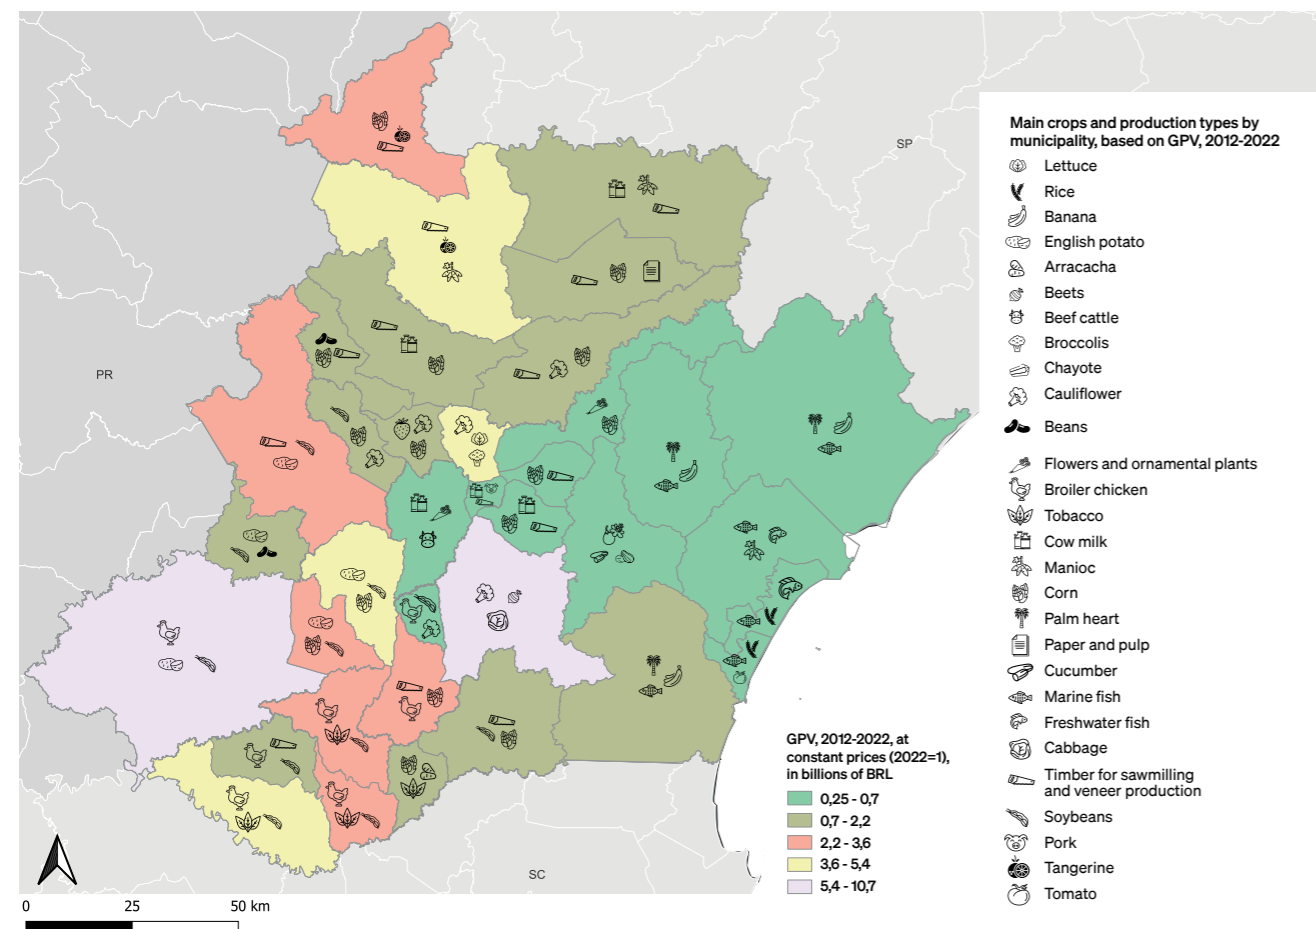 SP
PR
SC
Main crops and production types by
municipality, based on GPV, 2012-2022
Lettuce
Rice
Banana
English potato
Arracacha
Beets
Beef cattle
Broccolis
Chayote
Cauliflower
Beans
Flowers and ornamental plants
Broiler chicken
Tobacco
Cow milk
Manioc
Corn
Palm heart
Paper and pulp
Cucumber
Marine fish
Freshwater fish
Cabbage
Timber for sawmilling
and veneer production
Soybeans
Pork
Tangerine
Tomato
GPV, 2012-2022, at
constant prices (2022=1),
in billions of BRL
0,25 - 0,7
0,7 - 2,2
2,2 - 3,6
3,6 - 5,4
5,4 - 10,7
0 25 50 km